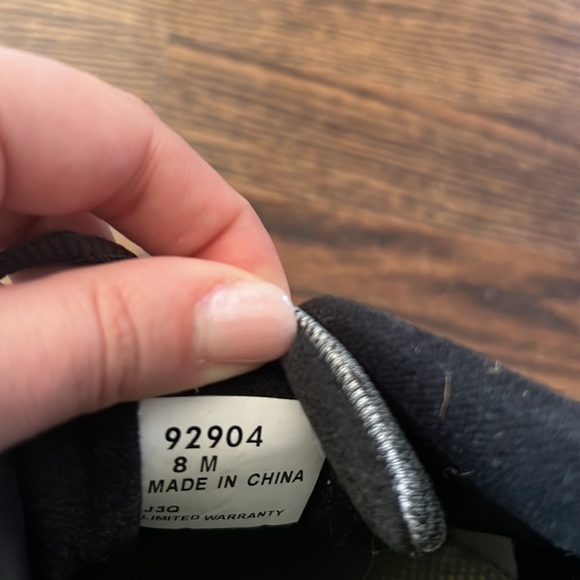 92904
8 M
MADE IN CHINA
J3Q
LIMITED WARRANTY